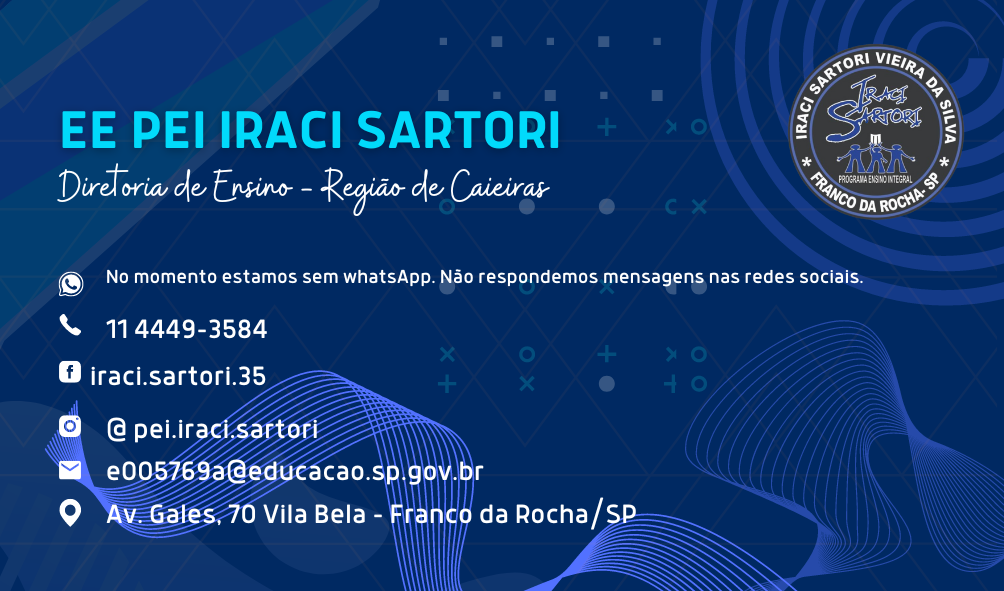 EE PEI IRACI SARTORI
Diretoria de Ensino - Região de Caieiras
IRACI SARTORI VIEIRA DA SILVA
IRACI
SARTORI
PROGRAMA ENSINO INTEGRAL
* FRANCO DA ROCHA- SP *
No momento estamos sem whatsApp. Não respondemos mensagens nas redes sociais.
11 4449-3584
iraci.sartori.35
@ pei.iraci.sartori
e005769a@educacao.sp.gov.br
Av. Gales, 70 Vila Bela - Franco da Rocha/SP